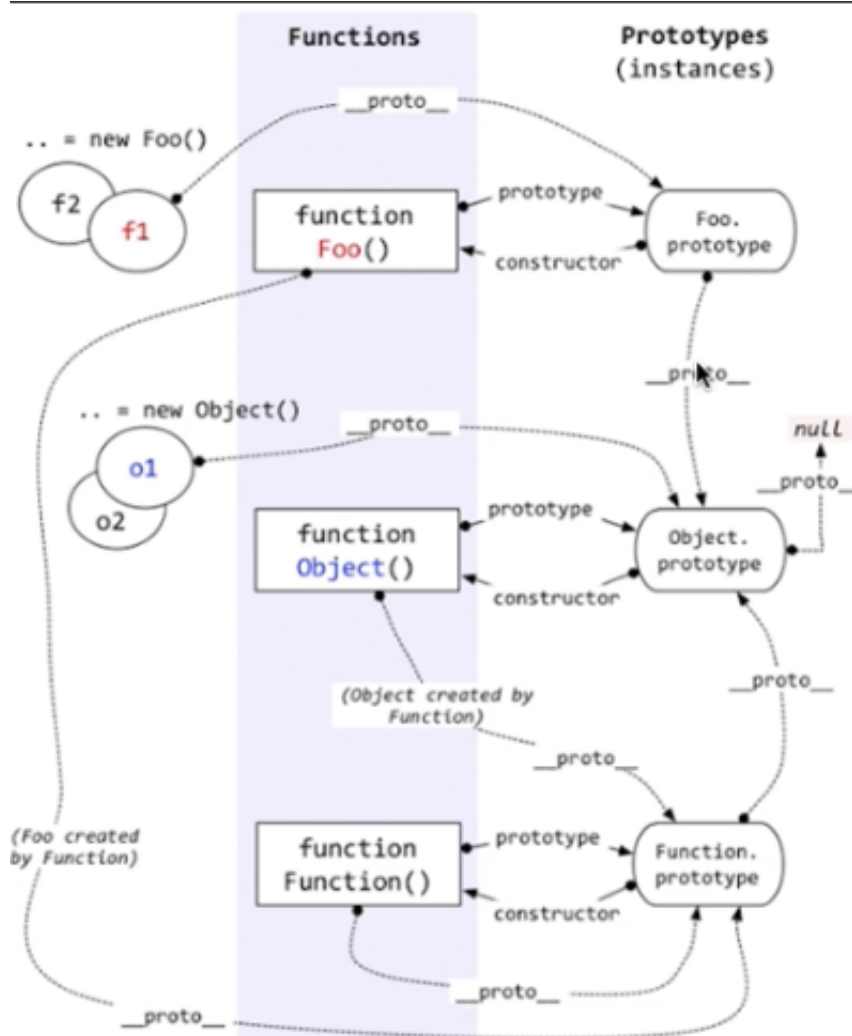 Functions
Prototypes
(instances)
__proto__
.. = new Foo()
f2
f1
function
Foo()
prototype
constructor
Foo.
prototype
__proto__
.. = new Object()
__proto__
null
__proto__
o1
o2
function
Object()
prototype
constructor
Object.
prototype
(Object created by
Function)
__proto__
__proto__
(Foo created
by Function)
function
Function()
prototype
constructor
Function.
prototype
__proto__
__proto__